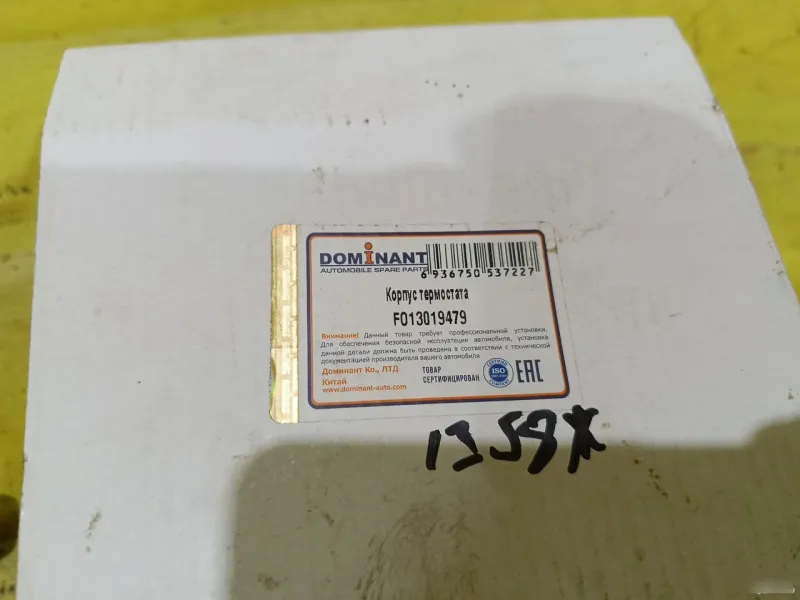 DOMiNANT
AUTOMOBILE SPARE PARTS
6 936750 537227
Корпус термостата
FO13019479
Внимание! Данный товар требует профессиональной установки.
Для обеспечения безопасной эксплуатации автомобиля, установка
данной детали должна быть проведена в соответствии с технической
документацией производителя вашего автомобиля
Доминант Ко., ЛТД
Китай
www.dominant-auto.com
ТОВАР
СЕРТИФИЦИРОВАН
ISO
EAC